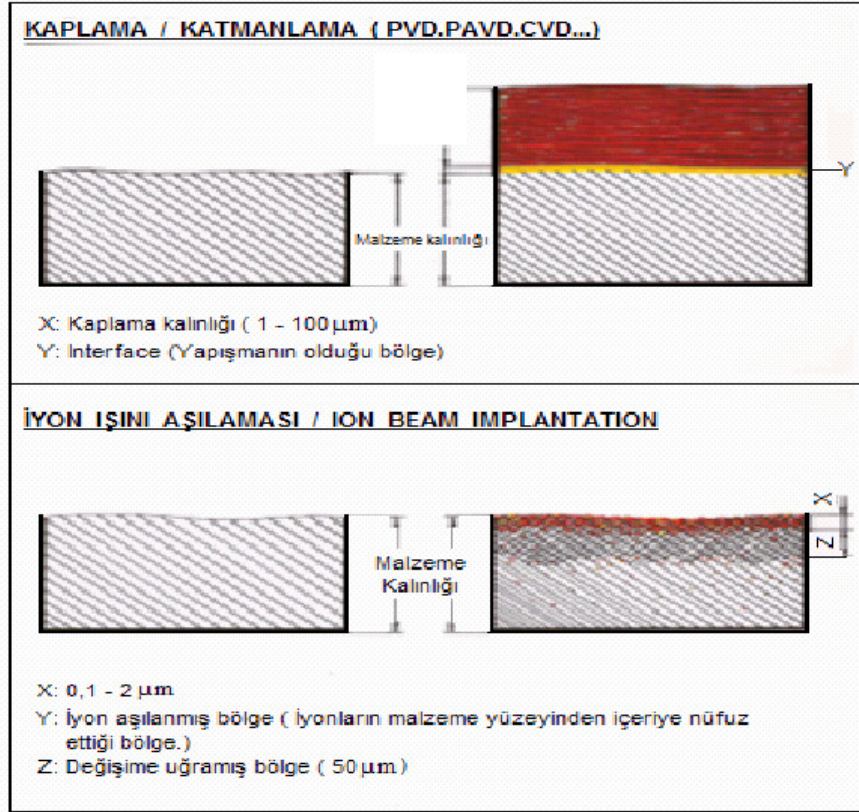 KAPLAMA / KATMANLAMA ( PVD.PAVD.CVD...)
Y
Malzeme kalınlığı
X: Kaplama kalınlığı ( 1 - 100 µm)
Y: Interface (Yapışmanın olduğu bölge)
İYON IŞINI AŞILAMASI / ION BEAM IMPLANTATION
X
Z
Malzeme
Kalınlığı
X: 0,1 - 2 µm
Y: İyon aşılanmış bölge ( İyonların malzeme yüzeyinden içeriye nüfuz
ettiği bölge.)
Z: Değişime uğramış bölge ( 50 µm )